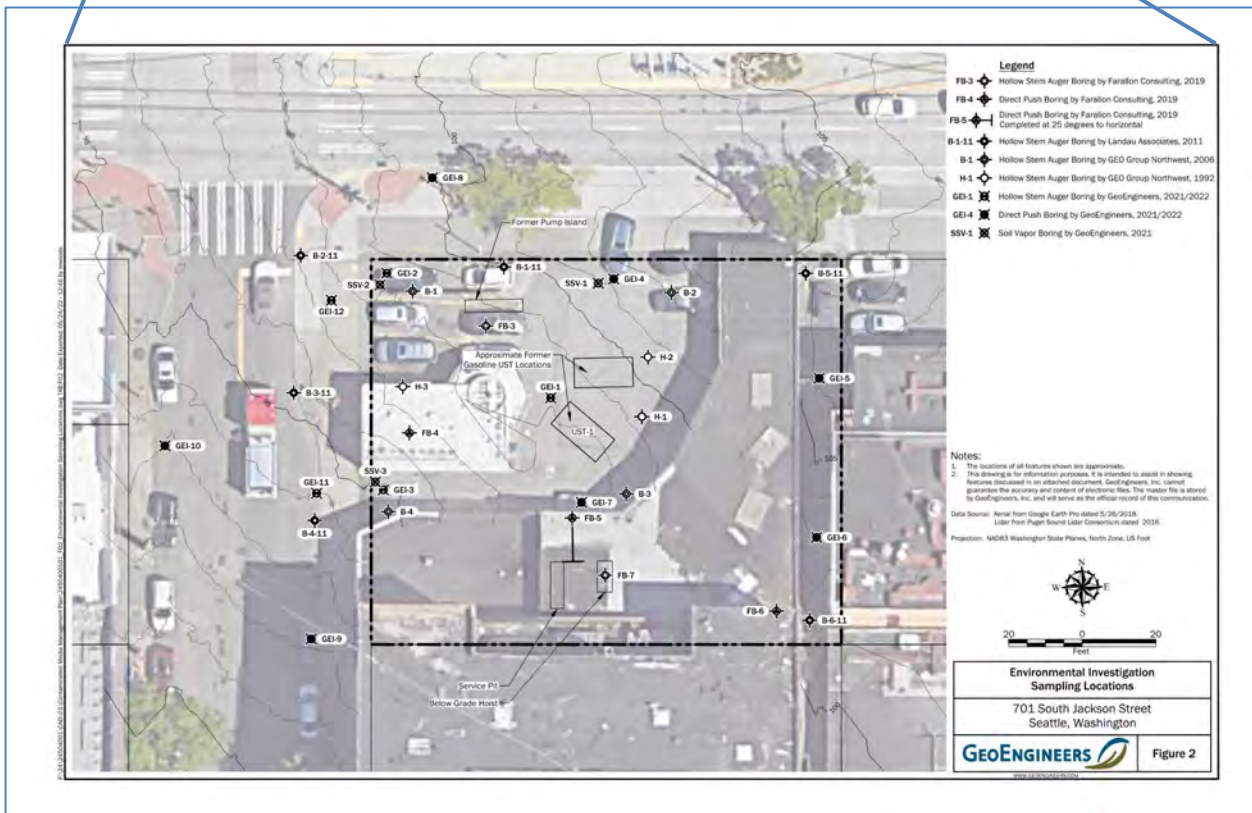 Legend
FB-3 Hollow Stem Auger Boring by Farallon Consulting, 2019
FB-4 Direct Push Boring by Farallon Consulting, 2019
FB-5 Direct Push Boring by Farallon Consulting, 2019
Completed at 25 degrees to horizontal
B-1-11 Hollow Stem Auger Boring by Landau Associates, 2011
B-1 Hollow Stem Auger Boring by GEO Group Northwest, 2006
H-1 Hollow Stem Auger Boring by GEO Group Northwest, 1992
GEI-1 Hollow Stem Auger Boring by GeoEngineers, 2021/2022
GEI-4 Direct Push Boring by GeoEngineers, 2021/2022
SSV-1 Soil Vapor Boring by GeoEngineers, 2021
100
105
GEI-8
Former Pump Island
B-2-11
GEI-2
SSV-2
B-1
B-1-11
SSV-1
GEI-4
B-2
B-5-11
GEI-12
FB-3
Approximate Former
Gasoline UST Locations
H-2
H-3
GEI-1
GEI-5
B-3-11
H-1
FB-4
UST-1
GEI-10
105
SSV-3
GEI-11
GEI-3
B-3
GEI-7
B-4
FB-5
B-4-11
GEI-6
FB-7
FB-6
B-6-11
GEI-9
Service Pit
Below-Grade Hoist
100
Notes:
1. The locations of all features shown are approximate.
2. This drawing is for information purposes. It is intended to assist in showing
features discussed in an attached document. GeoEngineers, Inc. cannot
guarantee the accuracy and content of electronic files. The master file is stored
by GeoEngineers, Inc. and will serve as the official record of this communication.
Data Source: Aerial from Google Earth Pro dated 5/26/2018.
Lidar from Puget Sound Lidar Consortium dated 2016.
Projection: NAD83 Washington State Planes, North Zone, US Foot
N
W E
S
20 0 20
Feet
Environmental Investigation
Sampling Locations
701 South Jackson Street
Seattle, Washington
GEOENGINEERS
Figure 2
WWW.GEOENGINEERS.COM